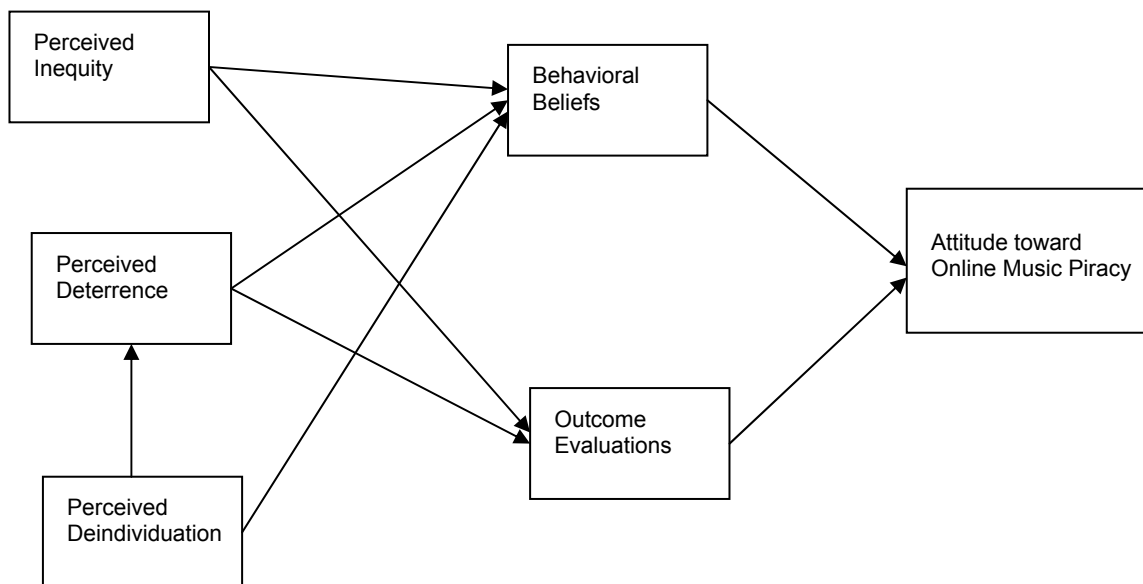 Perceived
Inequity
Behavioral
Beliefs
Perceived
Deterrence
Attitude toward
Online Music Piracy
Outcome
Evaluations
Perceived
Deindividuation